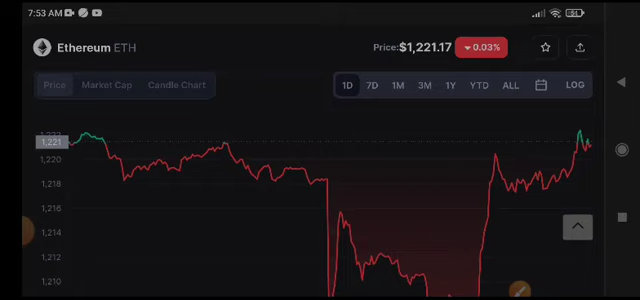 7:53 AM
Ethereum ETH
Price: $1,221.17 0.03%
Price Market Cap Candle Chart
1D 7D 1M 3M 1Y YTD ALL LOG
1,221
1,220
1,218
1,216
1,214
1,212
1,210